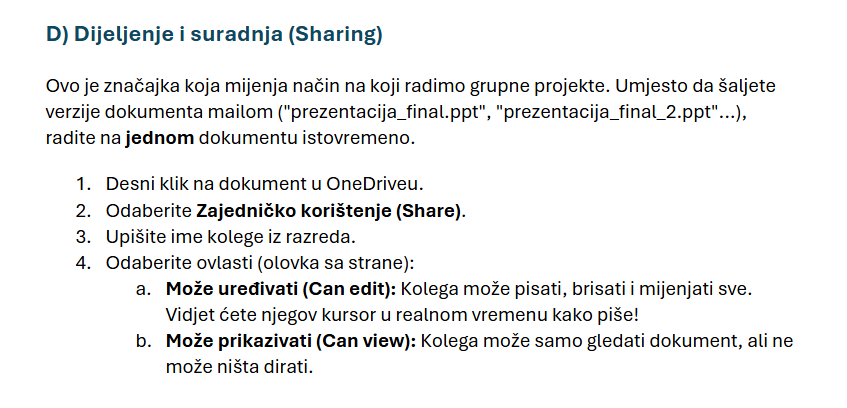 D) Dijeljenje i suradnja (Sharing)
Ovo je značajka koja mijenja način na koji radimo grupne projekte. Umjesto da šaljete
verzije dokumenta mailom ("prezentacija_final.ppt", "prezentacija_final_2.ppt"...),
radite na jednom dokumentu istovremeno.
1. Desni klik na dokument u OneDriveu.
2. Odaberite Zajedničko korištenje (Share).
3. Upišite ime kolege iz razreda.
4. Odaberite ovlasti (olovka sa strane):
a. Može uređivati (Can edit): Kolega može pisati, brisati i mijenjati sve.
Vidjet ćete njegov kursor u realnom vremenu kako piše!
b. Može prikazivati (Can view): Kolega može samo gledati dokument, ali ne
može ništa dirati.